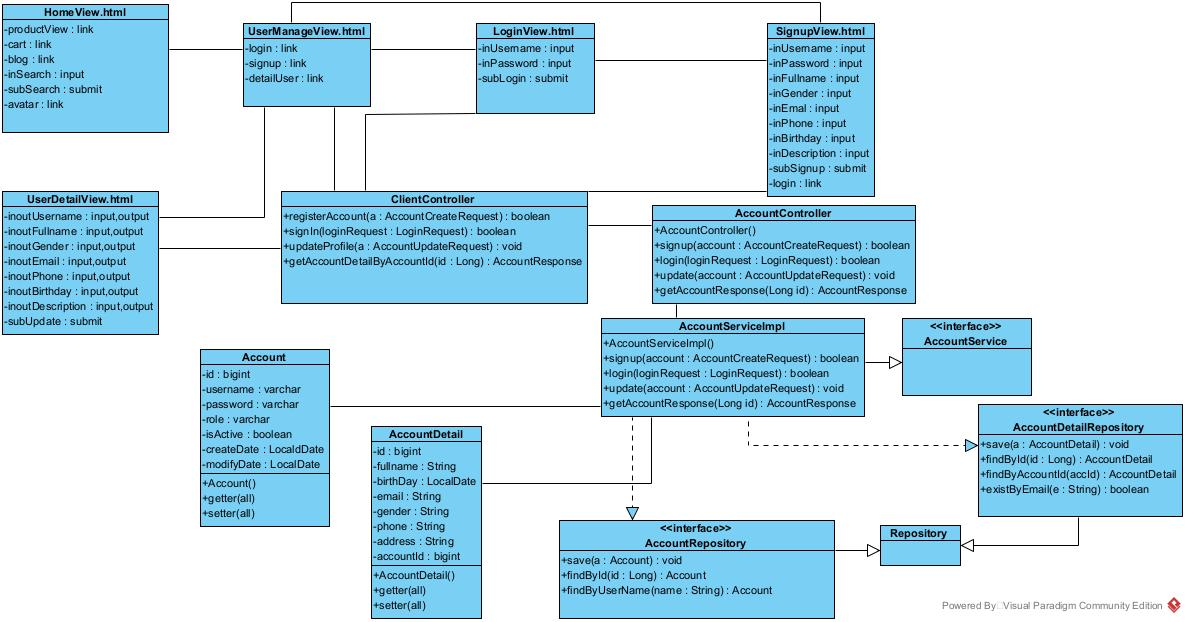 HomeView.html
-productView : link
-cart : link
-blog : link
-inSearch : input
-subSearch : submit
-avatar : link
UserManageView.html
-login : link
-signup : link
-detailUser : link
LoginView.html
-inUsername : input
-inPassword : input
-subLogin : submit
SignupView.html
-inUsername : input
-inPassword : input
-inFullname : input
-inGender : input
-inEmal : input
-inPhone : input
-inBirthday : input
-inDescription : input
-subSignup : submit
-login : link
UserDetailView.html
-inoutUsername : input,output
-inoutFullname : input,output
-inoutGender : input,output
-inoutEmail : input,output
-inoutPhone : input,output
-inoutBirthday : input,output
-inoutDescription : input,output
-subUpdate : submit
ClientController
+registerAccount(a : AccountCreateRequest) : boolean
+signIn(loginRequest : LoginRequest) : boolean
+updateProfile(a : AccountUpdateRequest) : void
+getAccountDetailByAccountId(id : Long) : AccountResponse
AccountController
+AccountController()
+signup(account : AccountCreateRequest) : boolean
+login(loginRequest : LoginRequest) : boolean
+update(account : AccountUpdateRequest) : void
+getAccountResponse(Long id) : AccountResponse
AccountServiceImpl
+AccountServiceImpl()
+signup(account : AccountCreateRequest) : boolean
+login(loginRequest : LoginRequest) : boolean
+update(account : AccountUpdateRequest) : void
+getAccountResponse(Long id) : AccountResponse
<<interface>>
AccountService
Account
-id : bigint
-username : varchar
-password : varchar
-role : varchar
-isActive : boolean
-createDate : LocaldDate
-modifyDate : LocalDate
+Account()
+getter(all)
+setter(all)
AccountDetail
-id : bigint
-fullname : String
-birthDay : LocalDate
-email : String
-gender : String
-phone : String
-address : String
-accountId : bigint
+AccountDetail()
+getter(all)
+setter(all)
<<interface>>
AccountDetailRepository
+save(a : AccountDetail) : void
+findById(id : Long) : AccountDetail
+findByAccountId(accId) : AccountDetail
+existByEmail(e : String) : boolean
<<interface>>
AccountRepository
+save(a : Account) : void
+findById(id : Long) : Account
+findByUserName(name : String) : Account
Repository
Powered By Visual Paradigm Community Edition